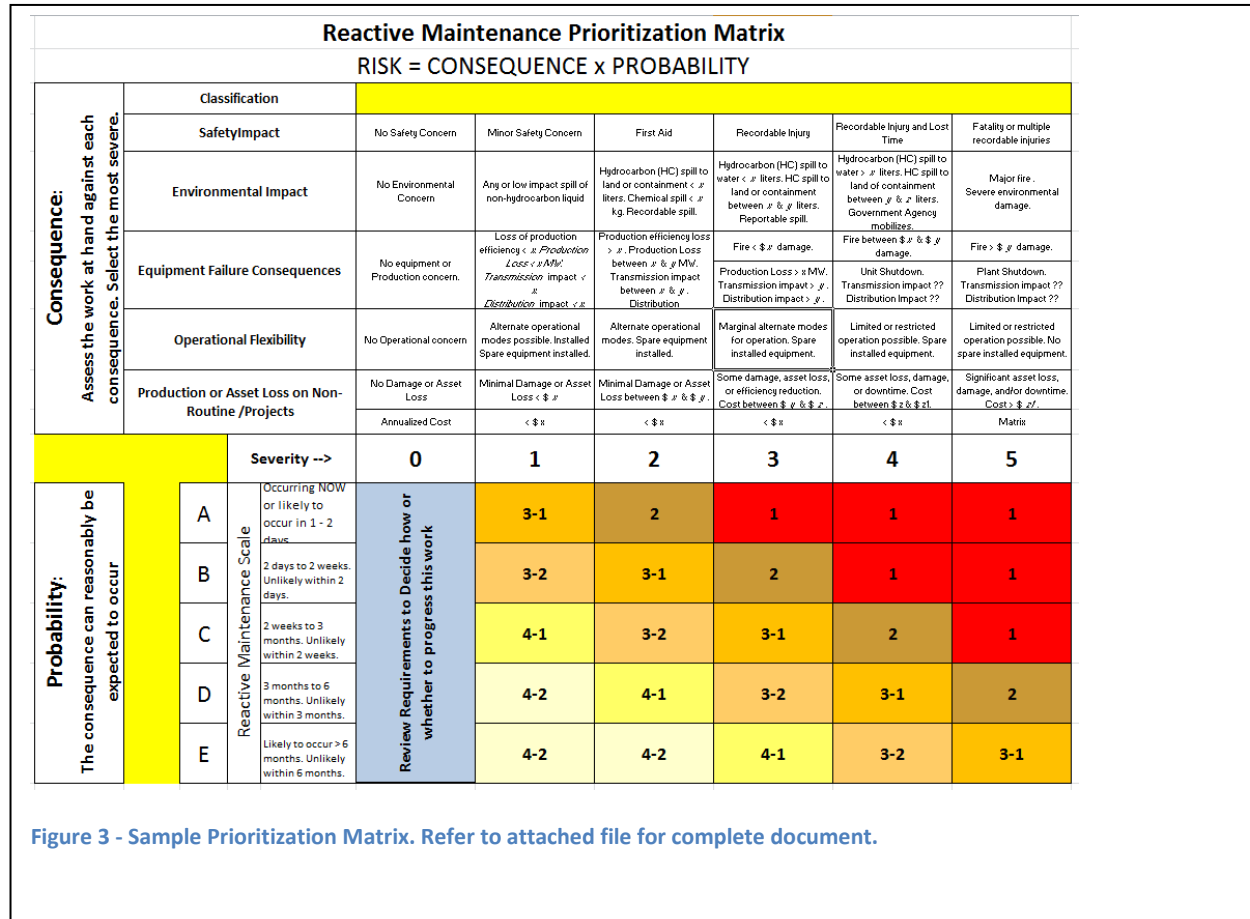 Reactive Maintenance Prioritization Matrix
RISK = CONSEQUENCE x PROBABILITY
Consequence:
Assess the work at hand against each
consequence. Select the most severe.
Classification
SafetyImpact
No Safety Concern
Minor Safety Concern
First Aid
Recordable Injury
Recordable Injury and Lost
Time
Fatality or multiple
recordable injuries
Environmental Impact
No Environmental
Concern
Any or low impact spill of
non-hydrocarbon liquid
Hydrocarbon (HC) spill to
land or containment < x
liters. Chemical spill < x
kg. Recordable spill.
Hydrocarbon (HC) spill to
water < x liters. HC spill to
land or containment
between x & y liters.
Reportable spill.
Hydrocarbon (HC) spill to
water > x liters. HC spill to
land of containment
between y & z liters.
Government Agency
mobilizes.
Major fire .
Severe environmental
damage.
Equipment Failure Consequences
No equipment or
Production concern.
Loss of production
efficiency < x Production
Loss < x MW.
Transmission impact <
x
Distribution impact < x
Production efficiency loss
> x . Production Loss
between x & y MW.
Transmission impact
between x & y .
Distribution
Fire < $ x damage.
Production Loss > x MW.
Transmission impavt > y .
Distribution impact > y .
Fire between $ x & $ y
damage.
Unit Shutdown.
Transmission impact ??
Distribution Impact ??
Fire > $ y damage.
Plant Shutdown.
Transmission impact ??
Distribution Impact ??
Operational Flexibility
No Operational concern
Alternate operational
modes possible. Installed
Spare equipment installed.
Alternate operational
modes. Spare equipment
installed.
Marginal alternate modes
for operation. Spare
installed equipment.
Limited or restricted
operation possible. Spare
installed equipment.
Limited or restricted
operation possible. No
spare installed equipment.
Production or Asset Loss on Non-
Routine /Projects
No Damage or Asset
Loss
Minimal Damage or Asset
Loss < $ x
Minimal Damage or Asset
Loss between $ x & $ y .
Some damage, asset loss,
or efficiency reduction.
Cost between $ y & $ z .
Some asset loss, damage,
or downtime. Cost
between $ z & $ z1.
Significant asset loss,
damage, and/or downtime.
Cost > $ z1.
Annualized Cost
< $ x
< $ x
< $ x
< $ x
Matrix
Severity -->
0
1
2
3
4
5
Probability:
The consequence can reasonably be
expected to occur
Reactive Maintenance Scale
Review Requirements to Decide how or
whether to progress this work
A
Occurring NOW
or likely to
occur in 1 - 2
days
3-1
2
1
1
1
B
2 days to 2 weeks.
Unlikely within 2
days.
3-2
3-1
2
1
1
C
2 weeks to 3
months. Unlikely
within 2 weeks.
4-1
3-2
3-1
2
1
D
3 months to 6
months. Unlikely
within 3 months.
4-2
4-1
3-2
3-1
2
E
Likely to occur > 6
months. Unlikely
within 6 months.
4-2
4-2
4-1
3-2
3-1
Figure 3 - Sample Prioritization Matrix. Refer to attached file for complete document.